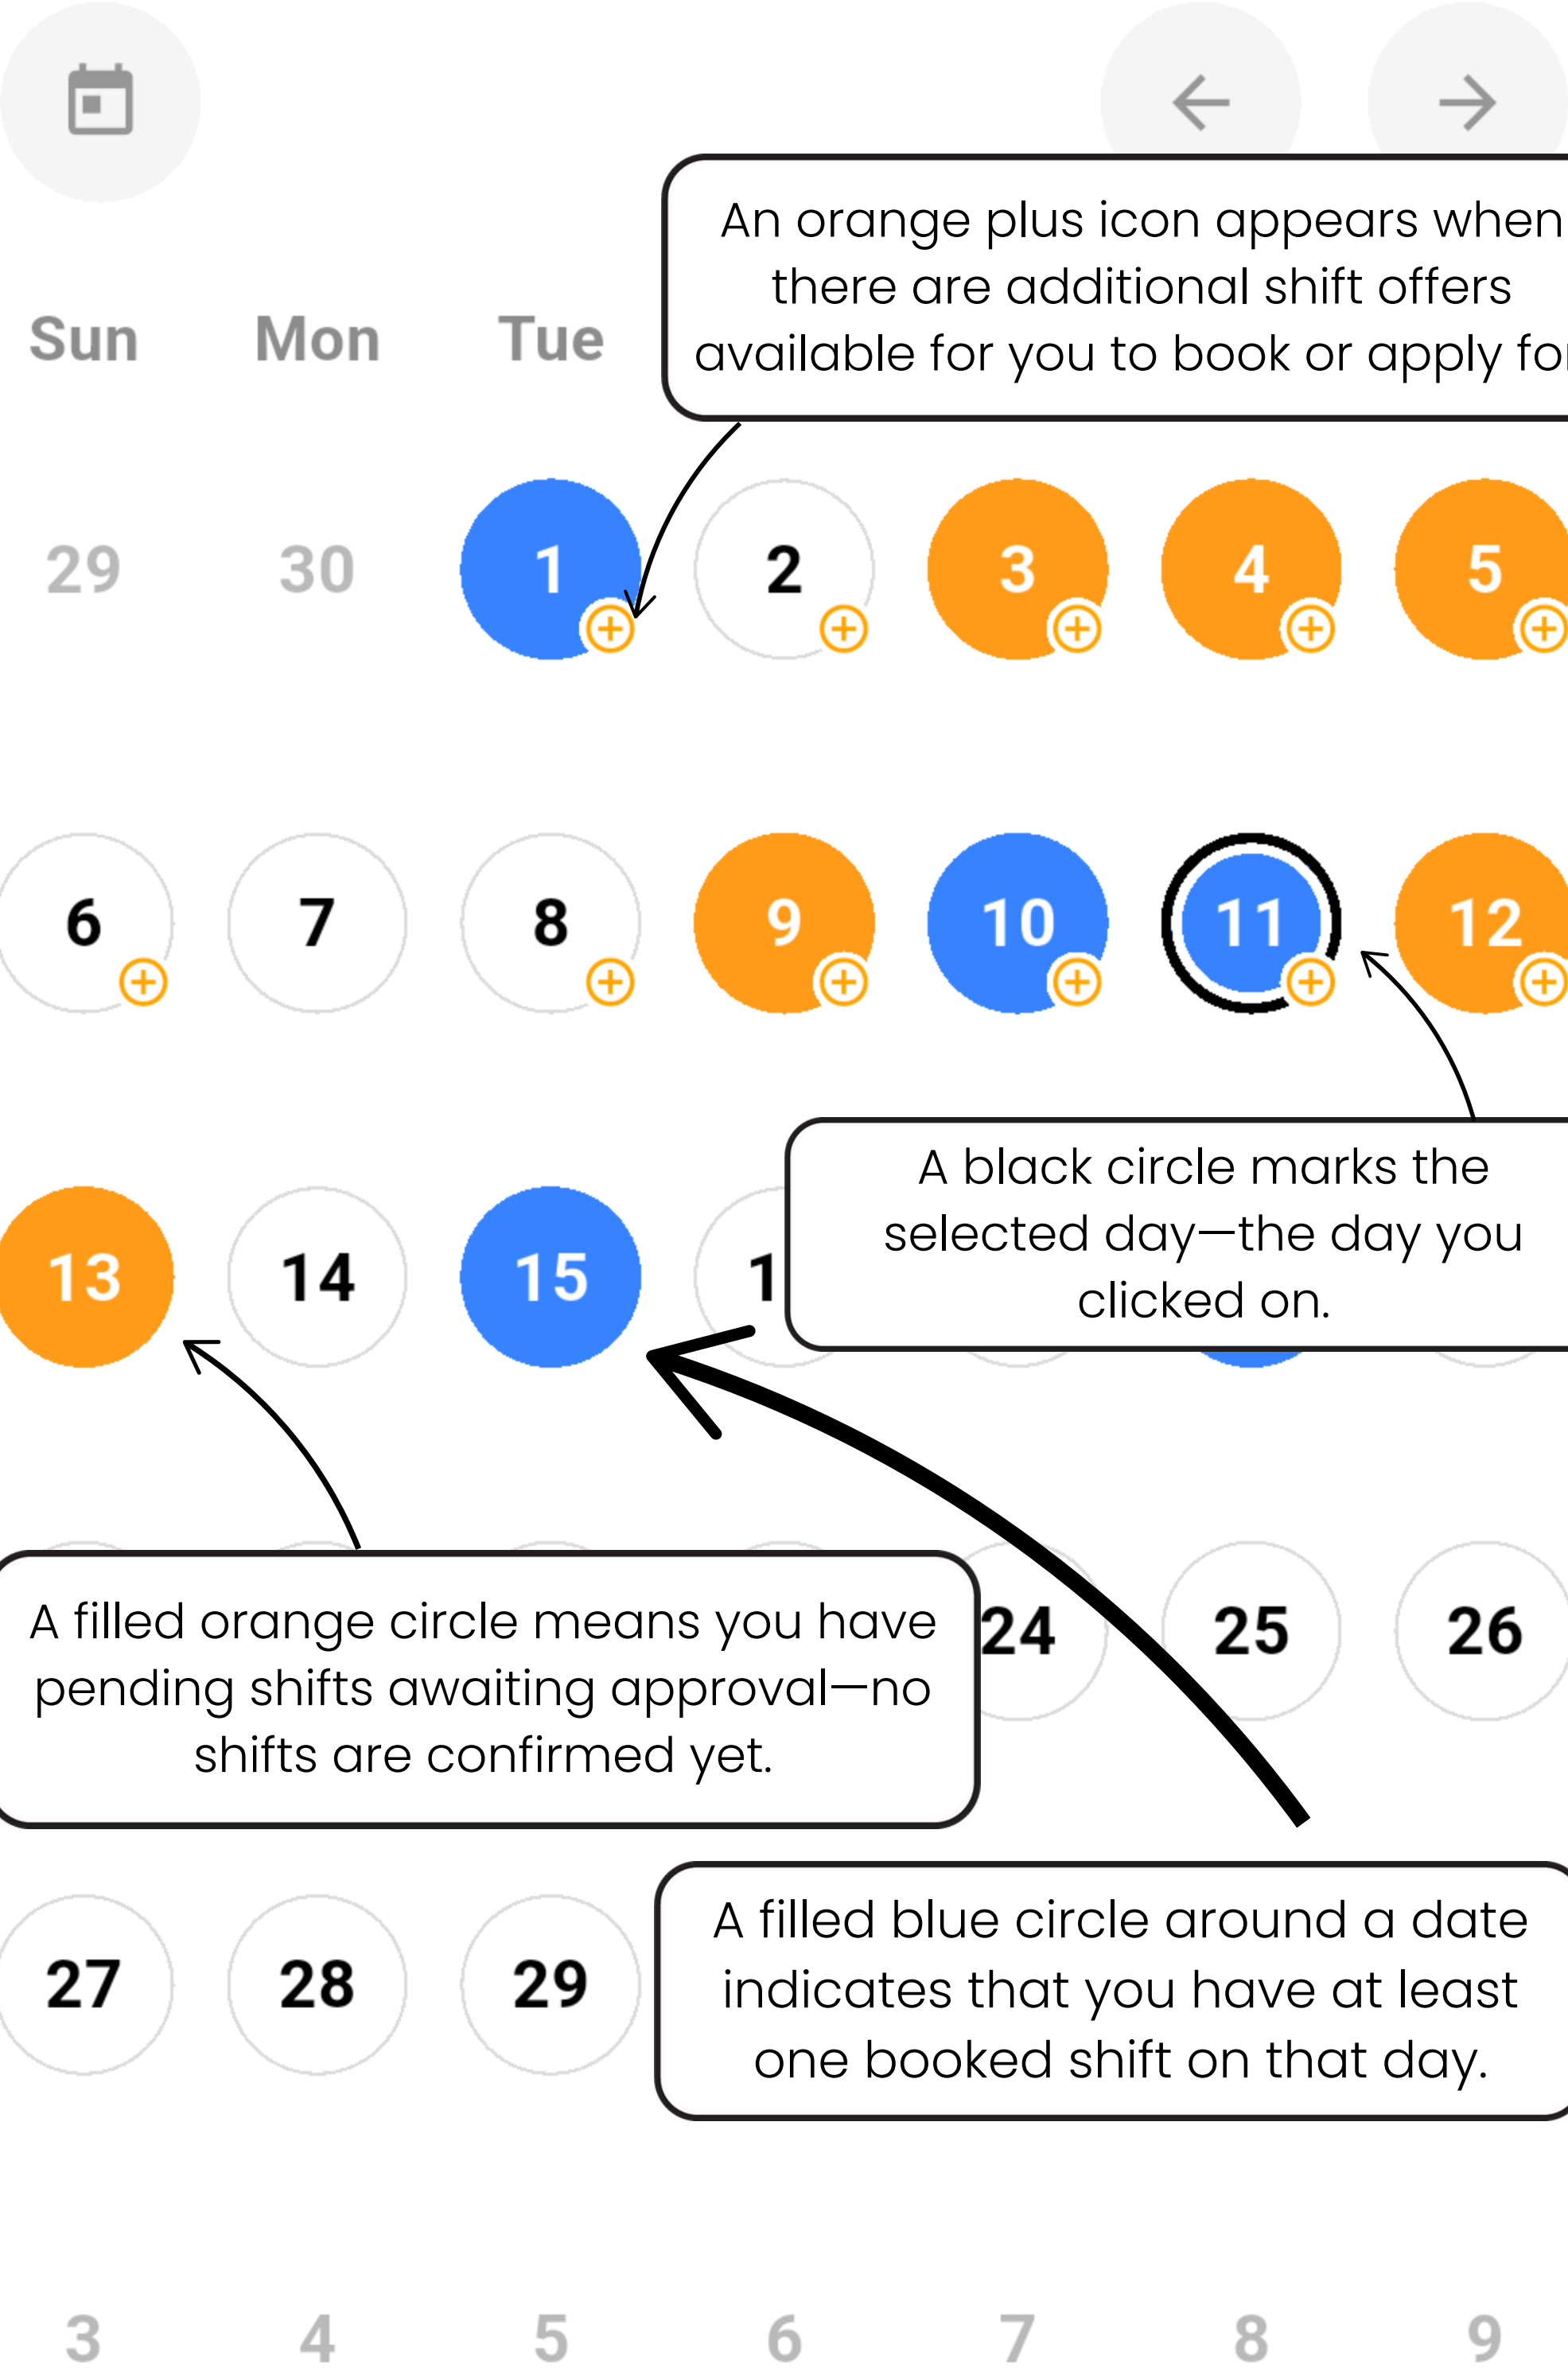 An orange plus icon appears when
there are additional shift offers
available for you to book or apply
Sun Mon Tue
29 30 1 2 3 4 5
6 7 8 9 10 11 12
A black circle marks the
selected day—the day you
clicked on.
13 14 15
A filled orange circle means you have
pending shifts awaiting approval—no
shifts are confirmed yet.
24 25 26
A filled blue circle around a date
indicates that you have at least
one booked shift on that day.
27 28 29
3 4 5 6 7 8 9